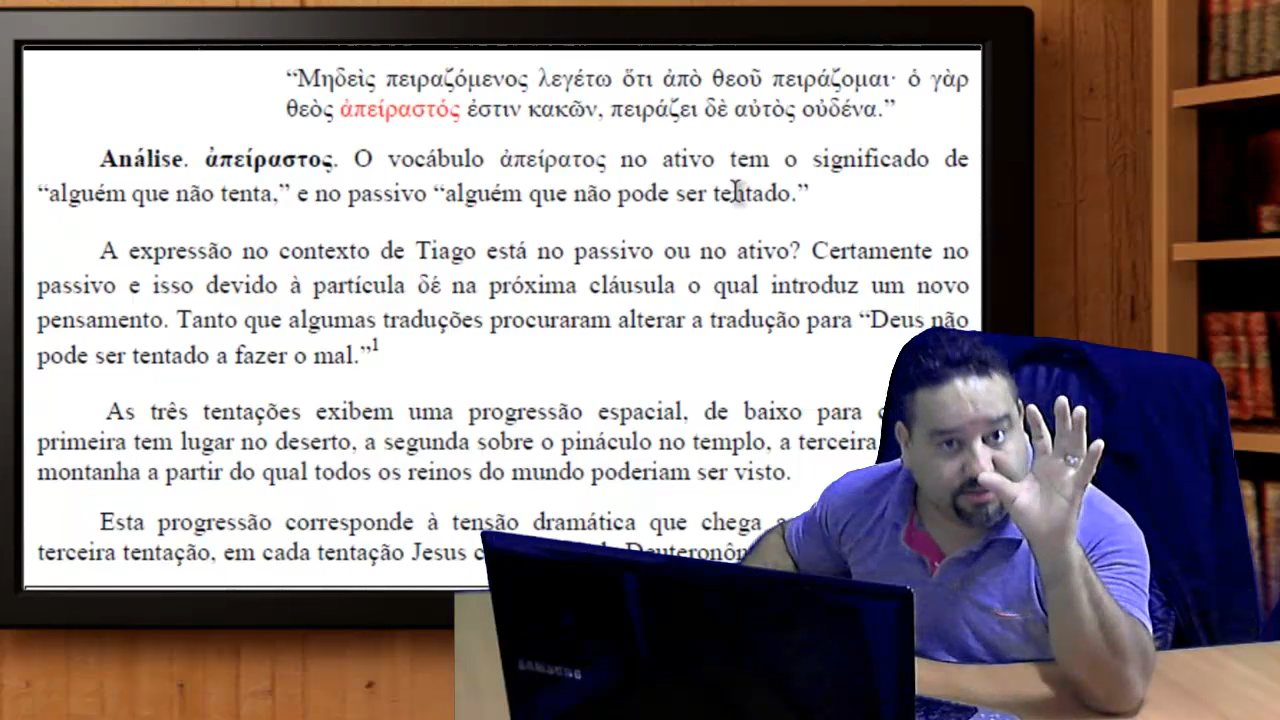 “Μηδεὶς πειραζόμενος λεγέτω ὅτι ἀπὸ θεοῦ πειράζομαι· ὁ γὰρ
θεὸς ἀπείραστός ἐστιν κακῶν, πειράζει δὲ αὐτὸς οὐδένα.”
Análise. ἀπείραστος. O vocábulo ἀπείρατος no ativo tem o significado de
“alguém que não tenta,” e no passivo “alguém que não pode ser tentado.”
A expressão no contexto de Tiago está no passivo ou no ativo? Certamente no
passivo e isso devido à partícula δέ na próxima cláusula o qual introduz um novo
pensamento. Tanto que algumas traduções procuraram alterar a tradução para “Deus não
pode ser tentado a fazer o mal.”1
As três tentações exibem uma progressão espacial, de baixo para
primeira tem lugar no deserto, a segunda sobre o pináculo no templo, a terceira
montanha a partir do qual todos os reinos do mundo poderiam ser visto.
Esta progressão corresponde à tensão dramática que chega
terceira tentação, em cada tentação Jesus
SAMSUNG